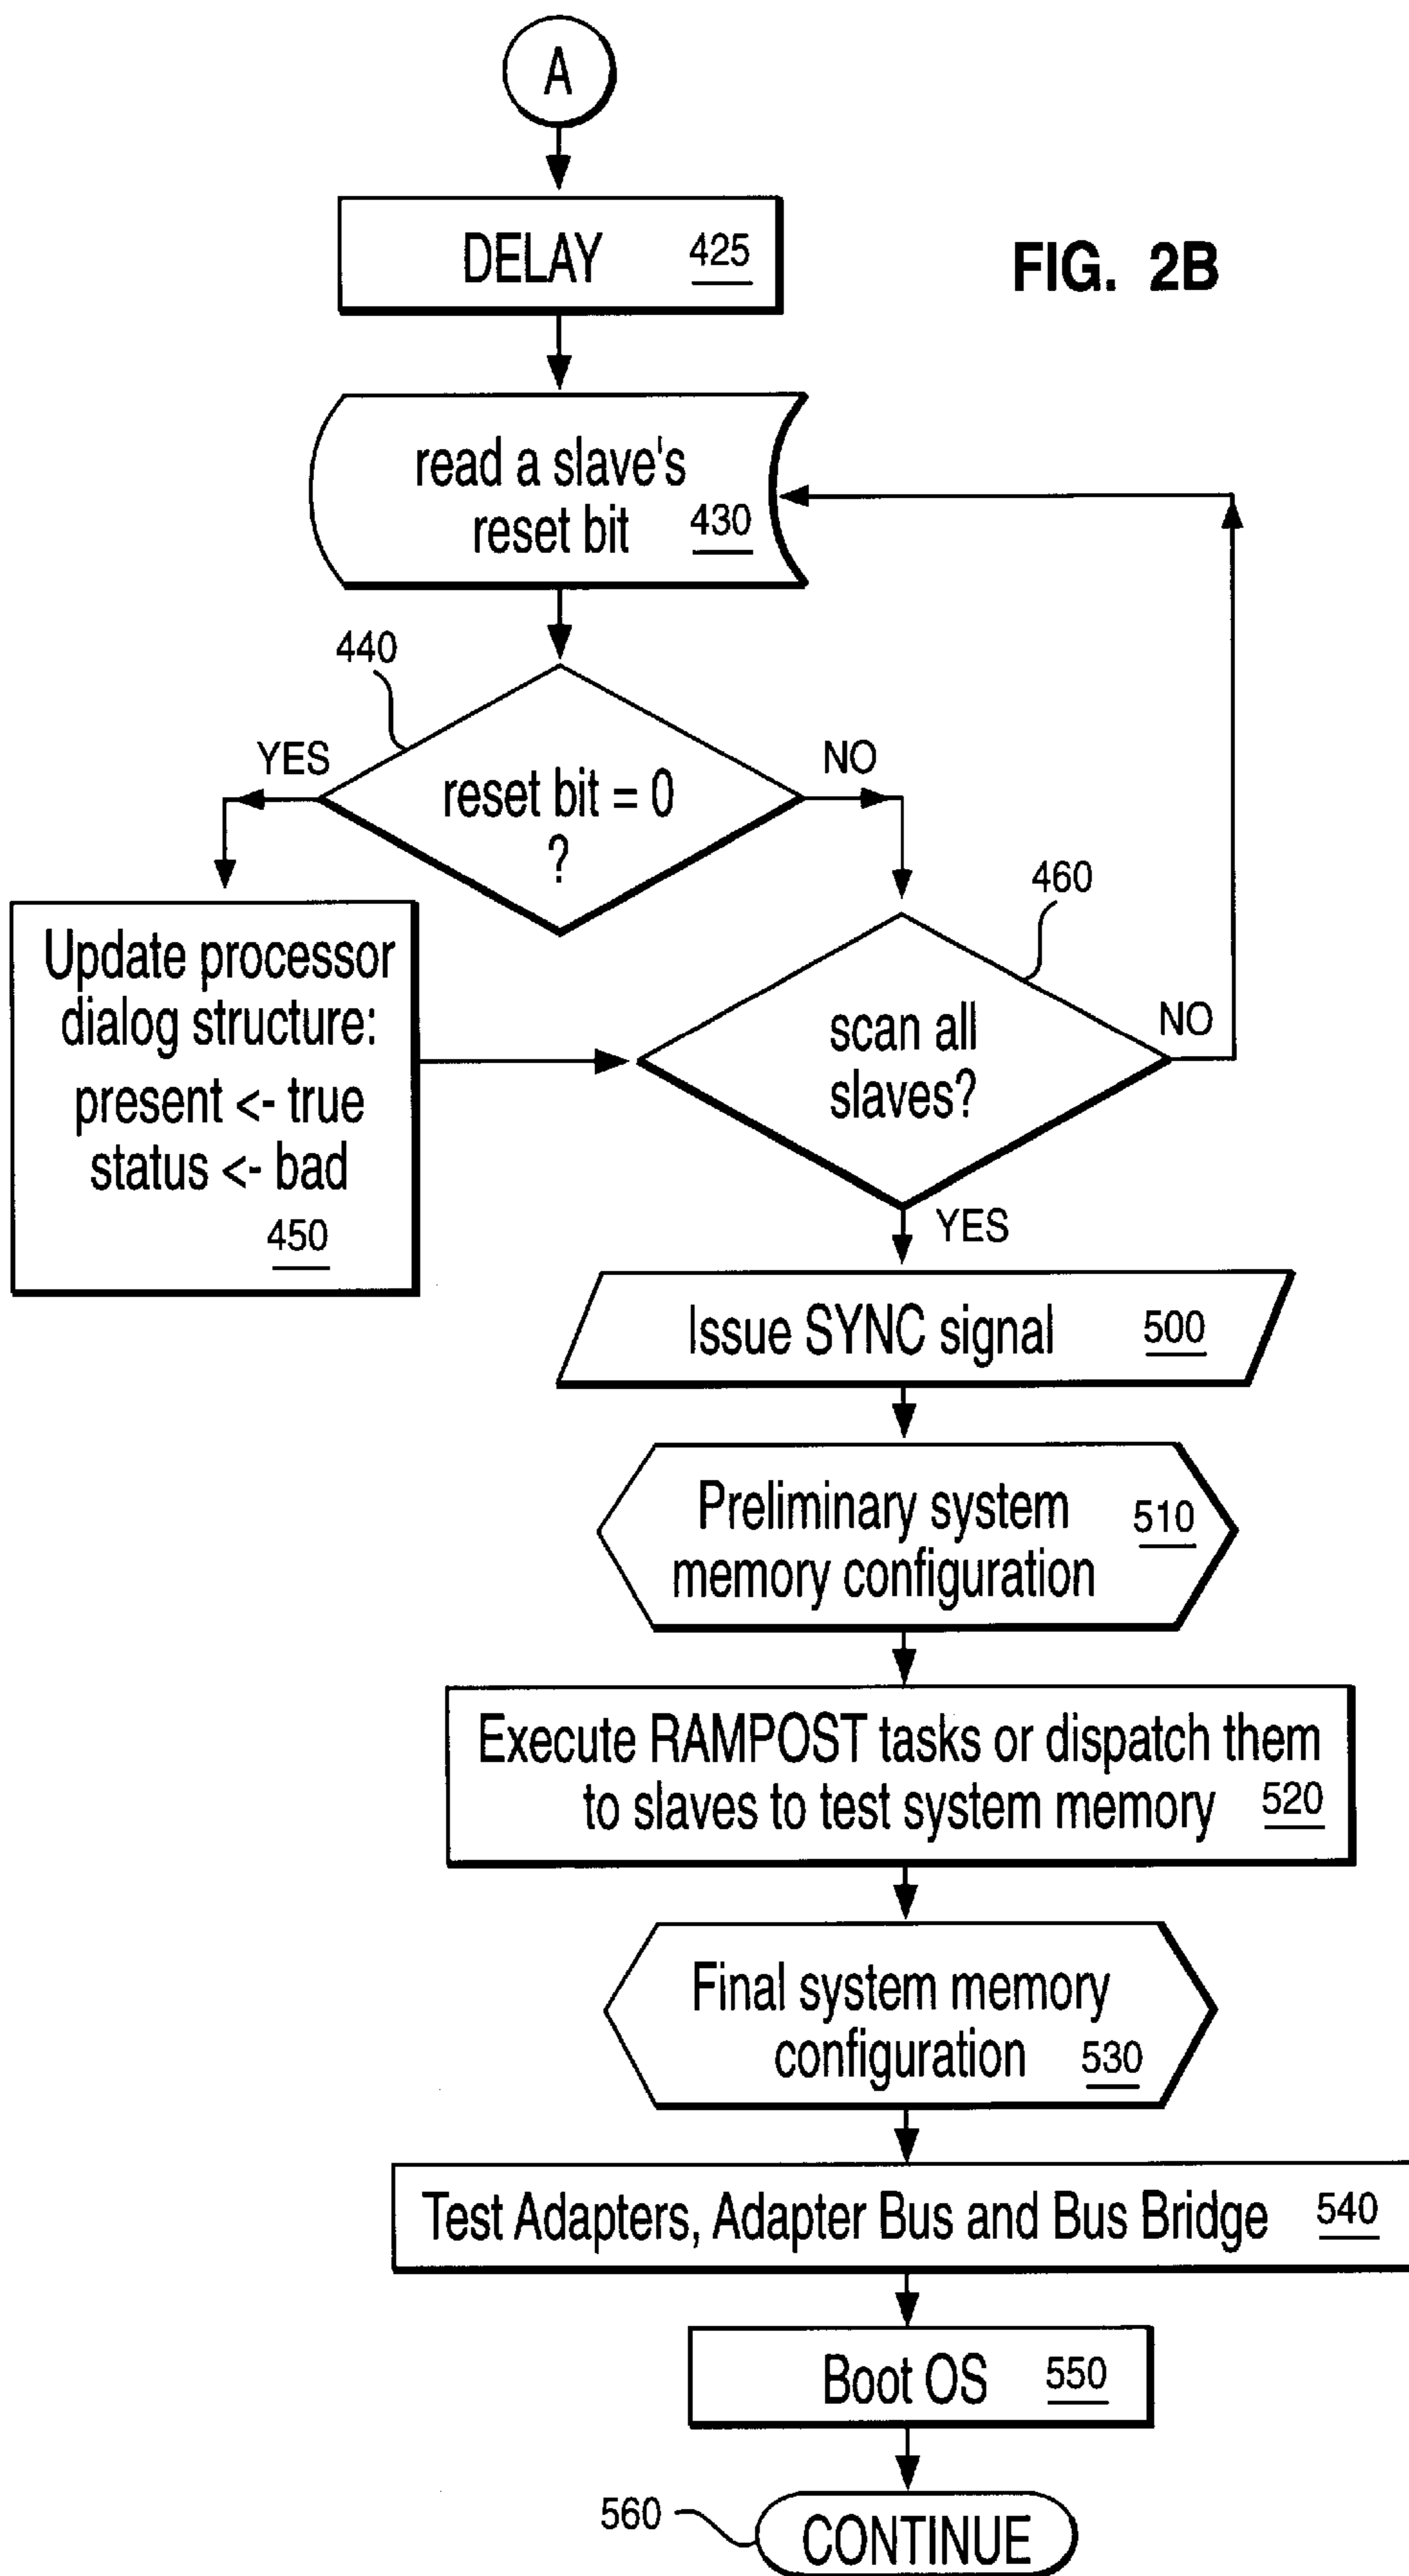 A
DELAY 425
FIG. 2B
read a slave's
reset bit 430
440
YES
NO
reset bit = 0
?
460
Update processor
dialog structure:
present <- true
status <- bad
450
scan all
slaves?
NO
YES
Issue SYNC signal 500
Preliminary system 510
memory configuration
Execute RAMPOST tasks or dispatch them
to slaves to test system memory 520
Final system memory
configuration 530
Test Adapters, Adapter Bus and Bus Bridge 540
Boot OS 550
560
CONTINUE